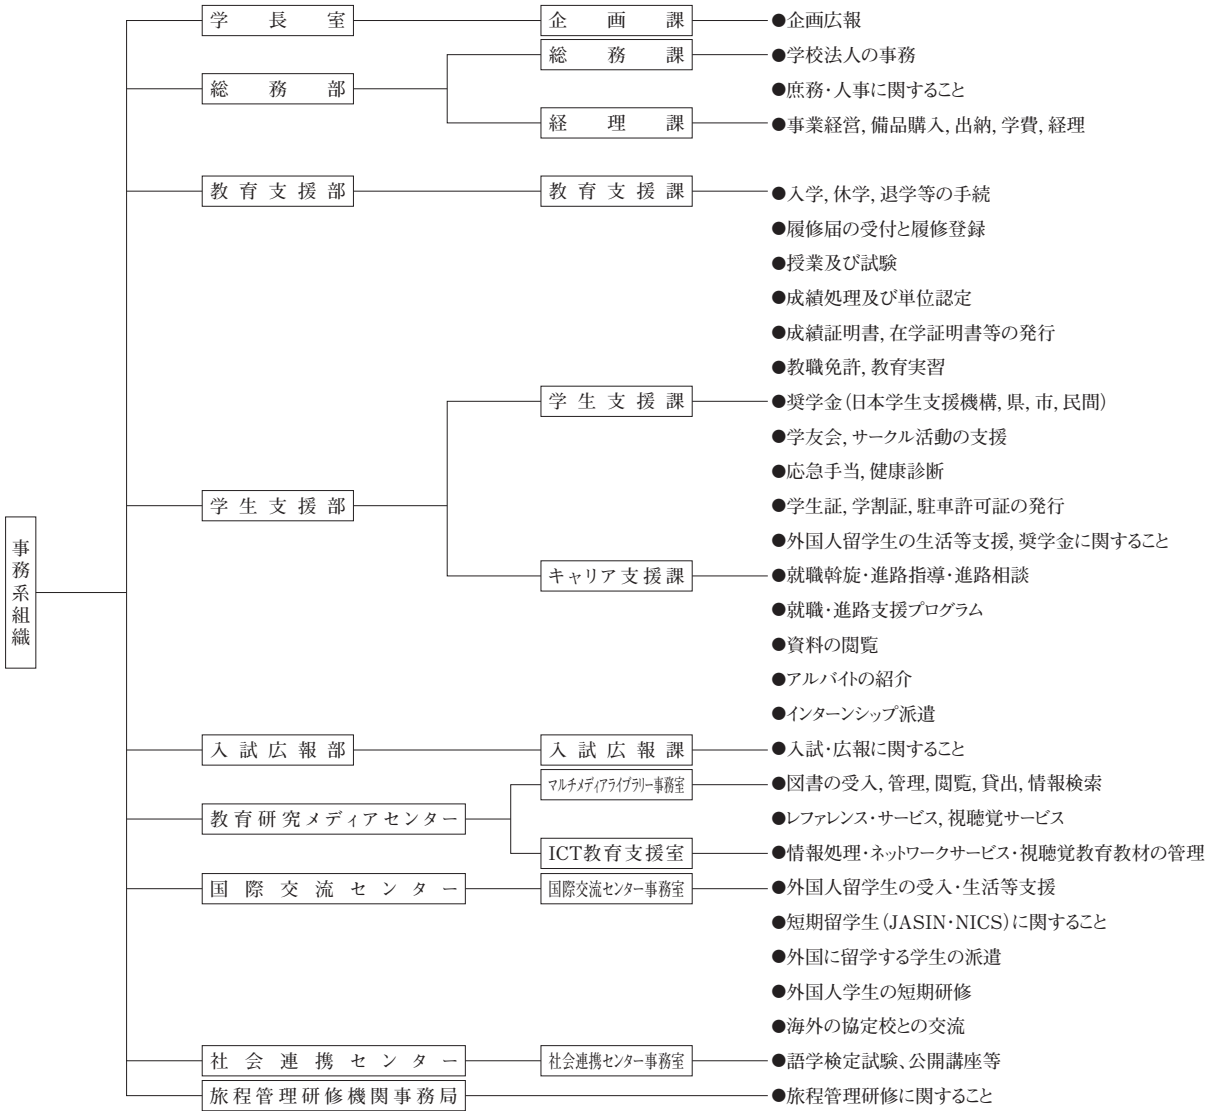 事務系組織
学長室 企画課 ●企画広報
総務課 ●学校法人の事務
総務部 ●庶務・人事に関すること
経理課 ●事業経営, 備品購入, 出納, 学費, 経理
教育支援部 教育支援課 ●入学, 休学, 退学等の手続
●履修届の受付と履修登録
●授業及び試験
●成績処理及び単位認定
●成績証明書, 在学証明書等の発行
●教職免許, 教育実習
学生支援課 ●奨学金(日本学生支援機構, 県, 市, 民間)
●学友会, サークル活動の支援
●応急手当, 健康診断
学生支援部 ●学生証, 学割証, 駐車許可証の発行
●外国人留学生の生活等支援, 奨学金に関すること
キャリア支援課 ●就職斡旋・進路指導・進路相談
●就職・進路支援プログラム
●資料の閲覧
●アルバイトの紹介
●インターンシップ派遣
入試広報部 入試広報課 ●入試・広報に関すること
マルチメディアライブラリー事務室 ●図書の受入, 管理, 閲覧, 貸出, 情報検索
教育研究メディアセンター ●レファレンス・サービス, 視聴覚サービス
ICT教育支援室 ●情報処理・ネットワークサービス・視聴覚教育教材の管理
国際交流センター 国際交流センター事務室 ●外国人留学生の受入・生活等支援
●短期留学生(JASIN・NICS)に関すること
●外国に留学する学生の派遣
●外国人学生の短期研修
●海外の協定校との交流
社会連携センター 社会連携センター事務室 ●語学検定試験、公開講座等
旅程管理研修機関事務局 ●旅程管理研修に関すること